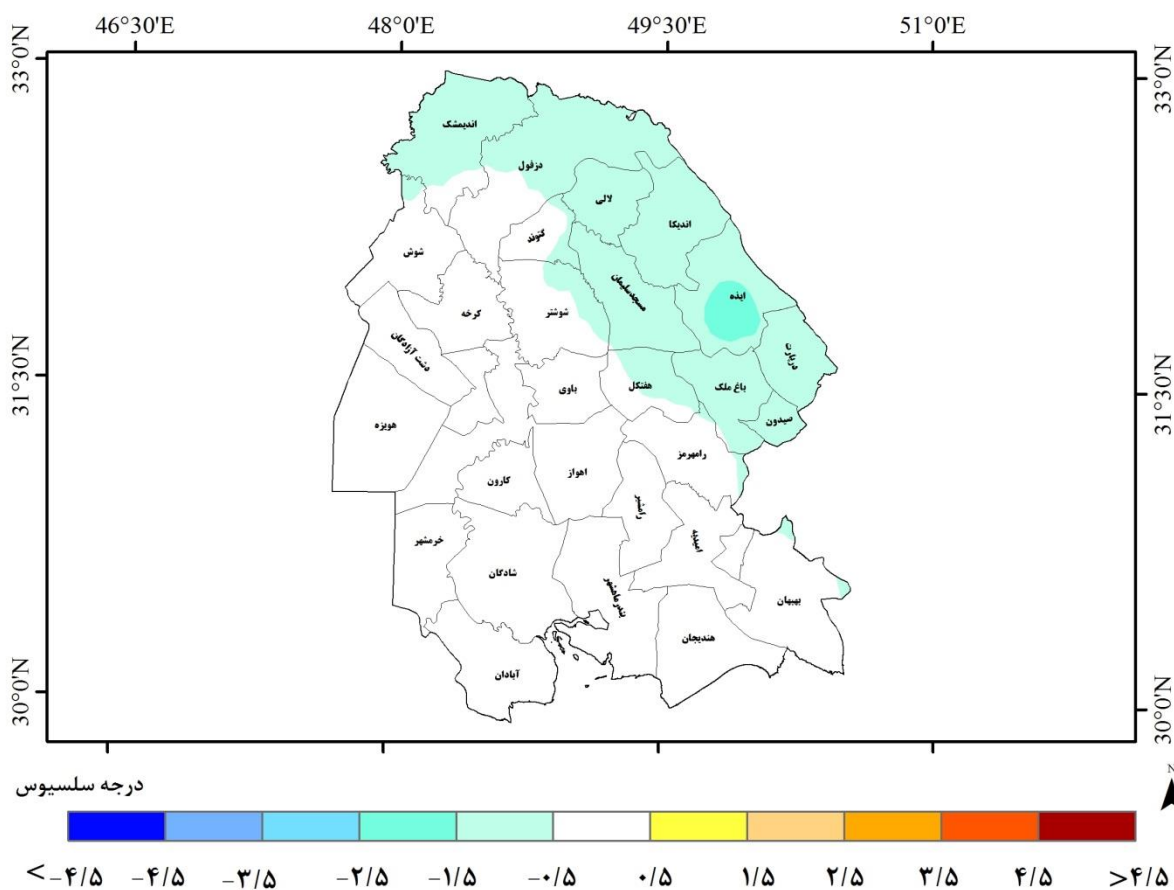 46°30'E 48°0'E 49°30'E 51°0'E
33°0'N 33°0'N
اندیمشک
دزفول
لالی
اندیکا
گتوند
شوش
ایذه
مسجدسلیمان
کرخه
شوشتر
دشت آزادگان
31°30'N 31°30'N
هفتکل
باغ ملک
باوی
صیدون
هویزه
رامهرمز
اهواز
کارون
رامشیر
خرمشهر
امیدیه
شادگان
بندرماهشهر
بهبهان
هندیجان
آبادان
30°0'N 30°0'N
درجه سلسیوس
N
<-۴/۵ -۴/۵ -۳/۵ -۲/۵ -۱/۵ -۰/۵ ۰/۵ ۱/۵ ۲/۵ ۳/۵ ۴/۵ >۴/۵